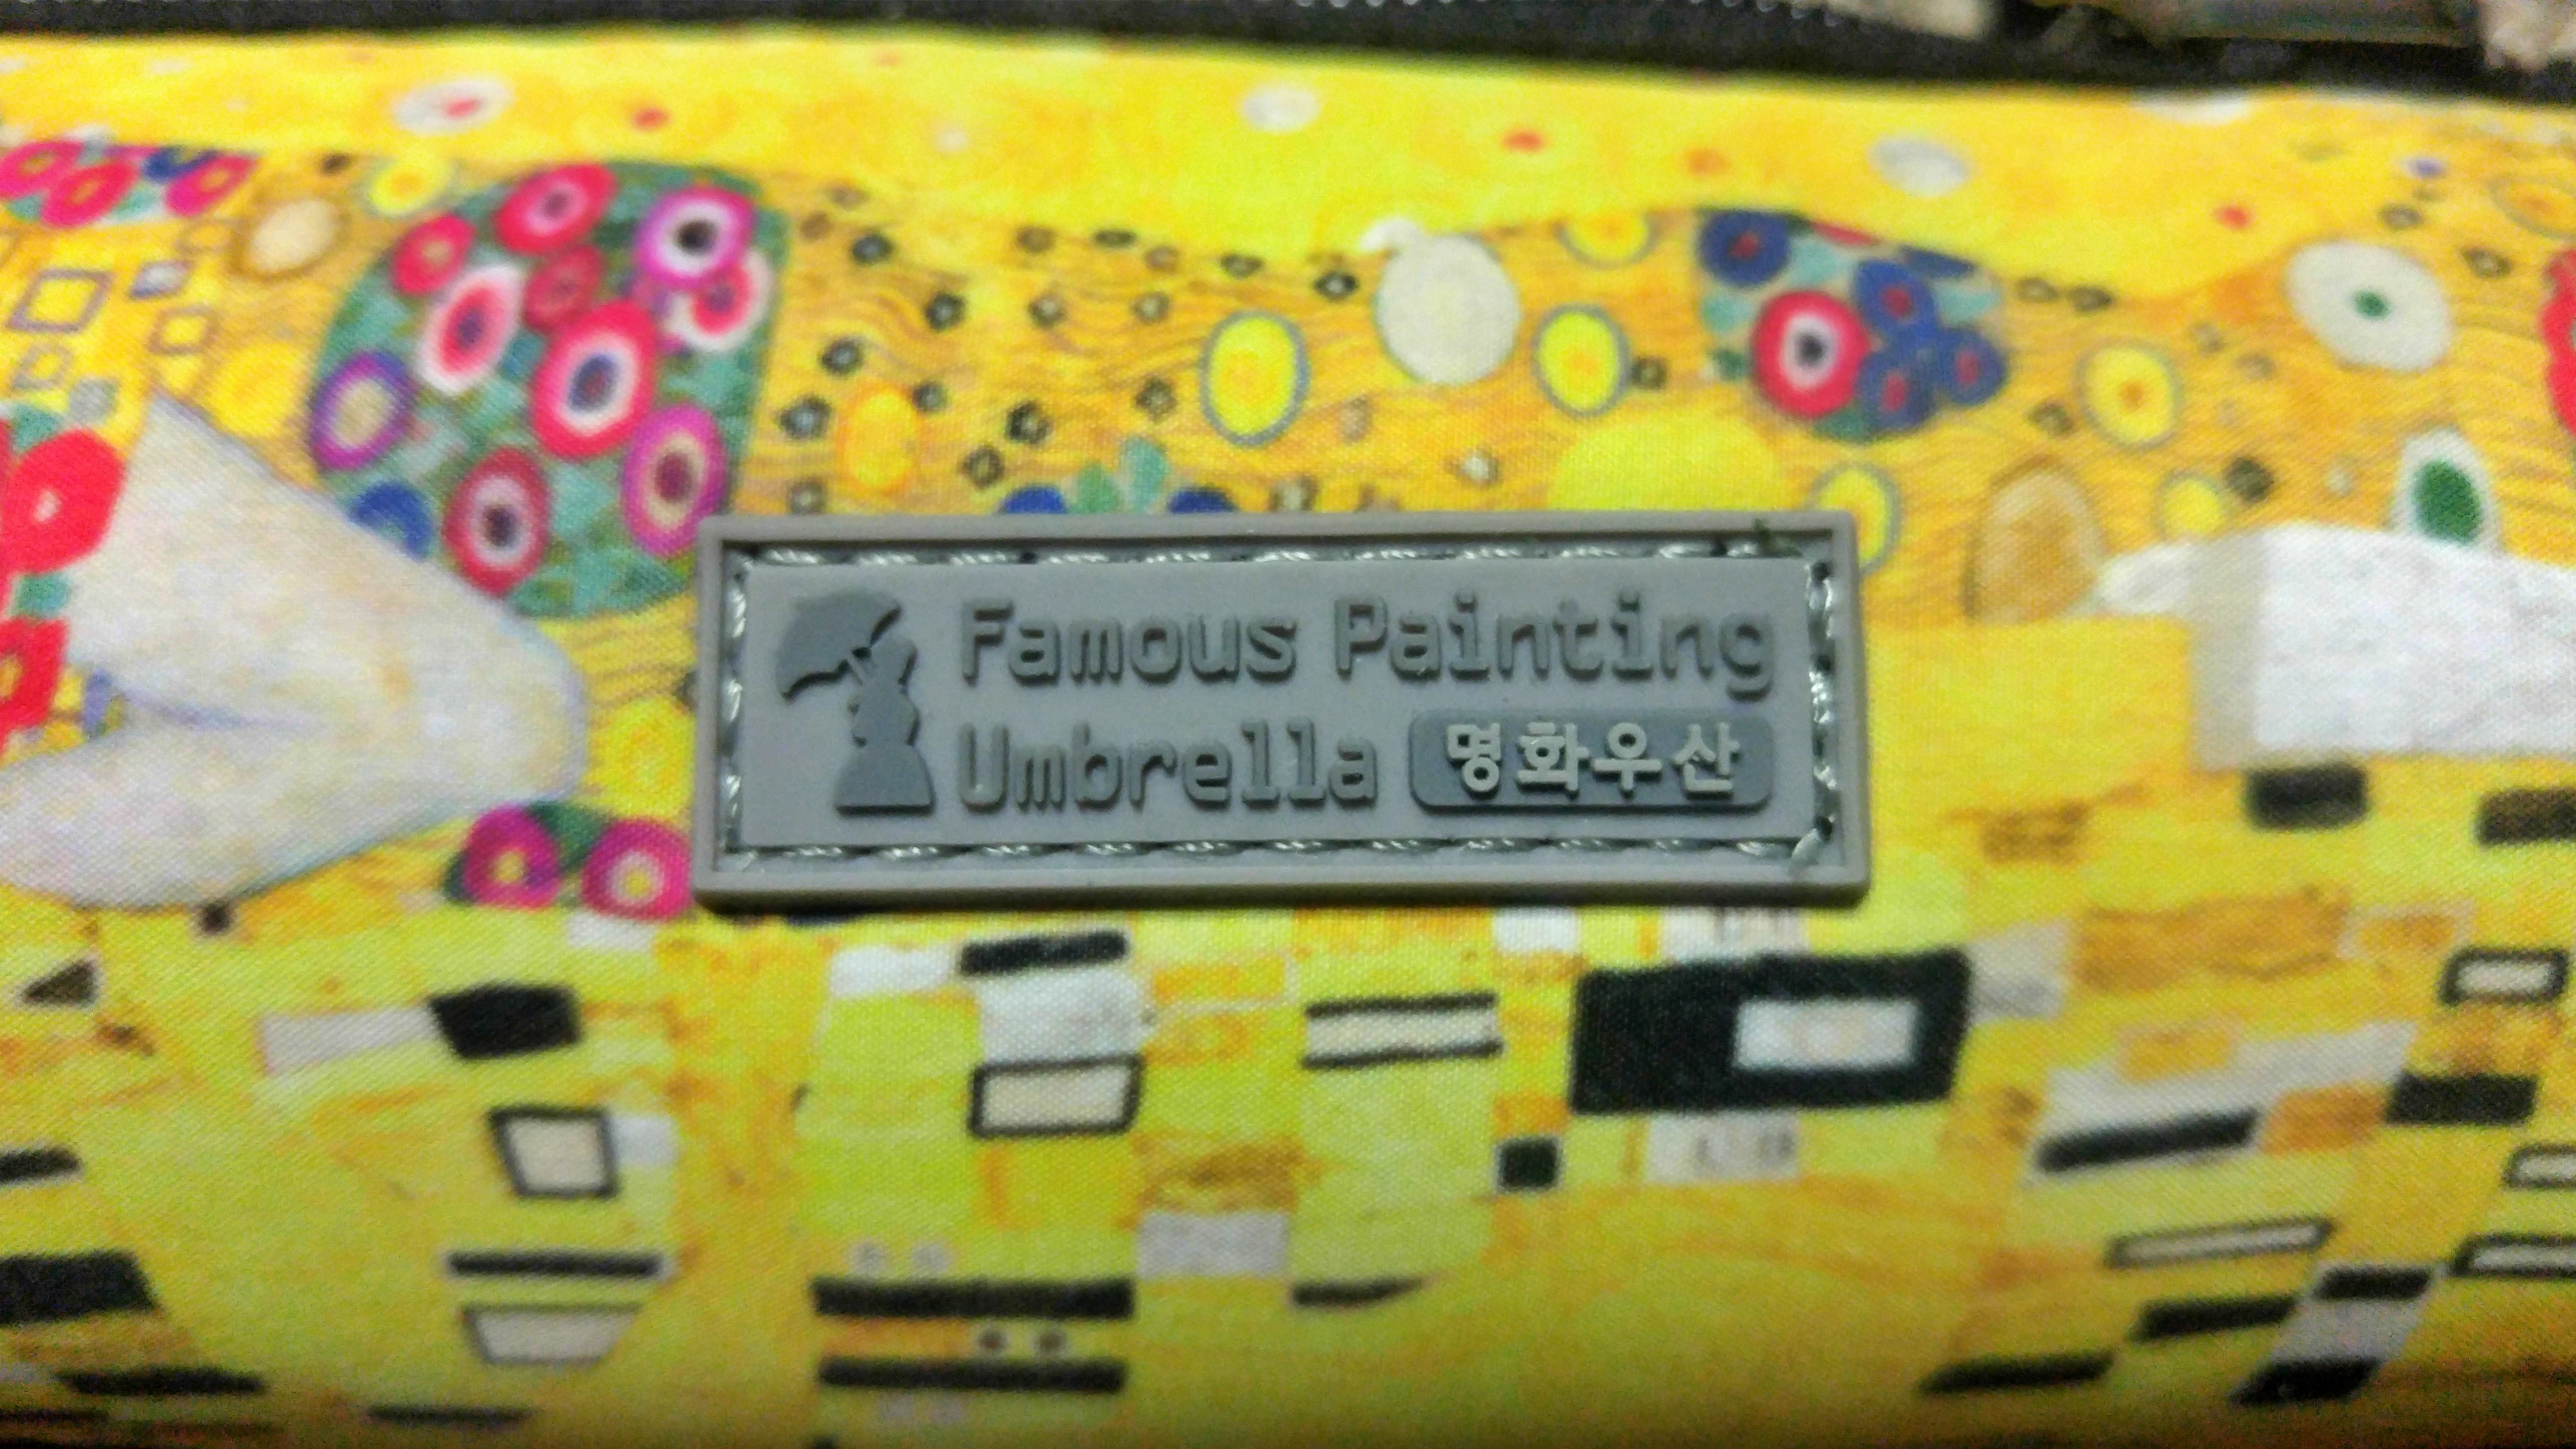 Famous Painting
Umbrella 명화우산